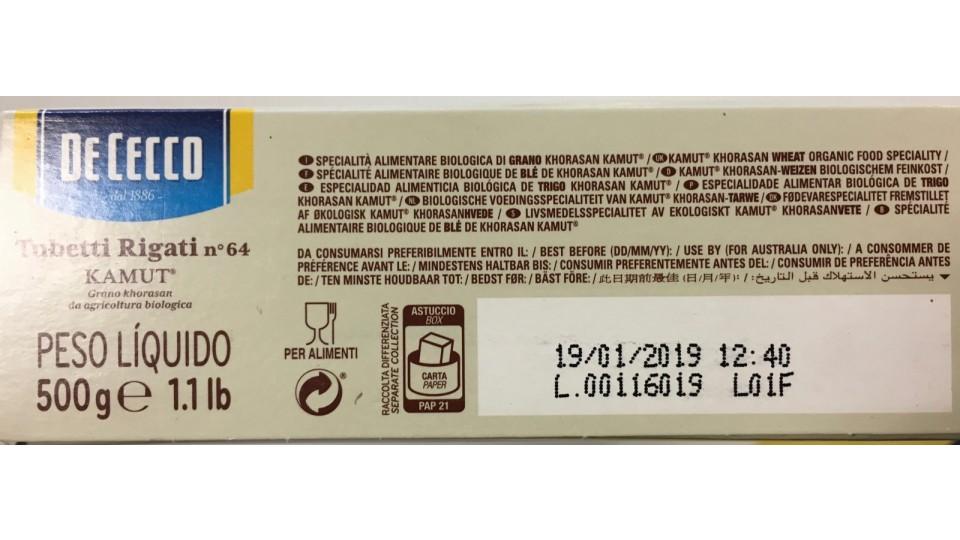 DE CECCO
dal 1886
Tubetti Rigati n°64
KAMUT®
Grano khorasan
da agricoltura biologica
PESO LÍQUIDO
500 g e 1.1 lb
I SPECIALITÀ ALIMENTARE BIOLOGICA DI GRANO KHORASAN KAMUT® / UK KAMUT® KHORASAN WHEAT ORGANIC FOOD SPECIALITY /
F SPÉCIALITÉ ALIMENTAIRE BIOLOGIQUE DE BLÉ DE KHORASAN KAMUT® / D KAMUT® KHORASAN-WEIZEN BIOLOGISCHEM FEINKOST /
E ESPECIALIDAD ALIMENTICIA BIOLÓGICA DE TRIGO KHORASAN KAMUT® / P ESPECIALIDADE ALIMENTAR BIOLÓGICA DE TRIGO
KHORASAN KAMUT® / NL BIOLOGISCHE VOEDINGSSPECIALITEIT VAN KAMUT® KHORASAN-TARWE / DK FØDEVARESPECIALITET FREMSTILLET
AF ØKOLOGISK KAMUT® KHORASANHVEDE / S LIVSMEDELSSPECIALITET AV EKOLOGISKT KAMUT® KHORASANVETE / B SPÉCIALITÉ
ALIMENTAIRE BIOLOGIQUE DE BLÉ DE KHORASAN KAMUT®
DA CONSUMARSI PREFERIBILMENTE ENTRO IL: / BEST BEFORE (DD/MM/YY): / USE BY (FOR AUSTRALIA ONLY): / A CONSOMMER DE
PRÉFÉRENCE AVANT LE: / MINDESTENS HALTBAR BIS: / CONSUMIR PREFERENTEMENTE ANTES DEL: / CONSUMIR DE PREFERÊNCIA ANTES
DE: / TEN MINSTE HOUDBAAR TOT: / BEDST FØR: / BÄST FÖRE: / 此日期前最佳 (日/月/年): / يستحسن الاستهلاك قبل التاريخ:
PER ALIMENTI
RACCOLTA DIFFERENZIATA
SEPARATE COLLECTION
ASTUCCIO
BOX
CARTA
PAPER
PAP 21
19/01/2019 12:40
L.00116019 L01F